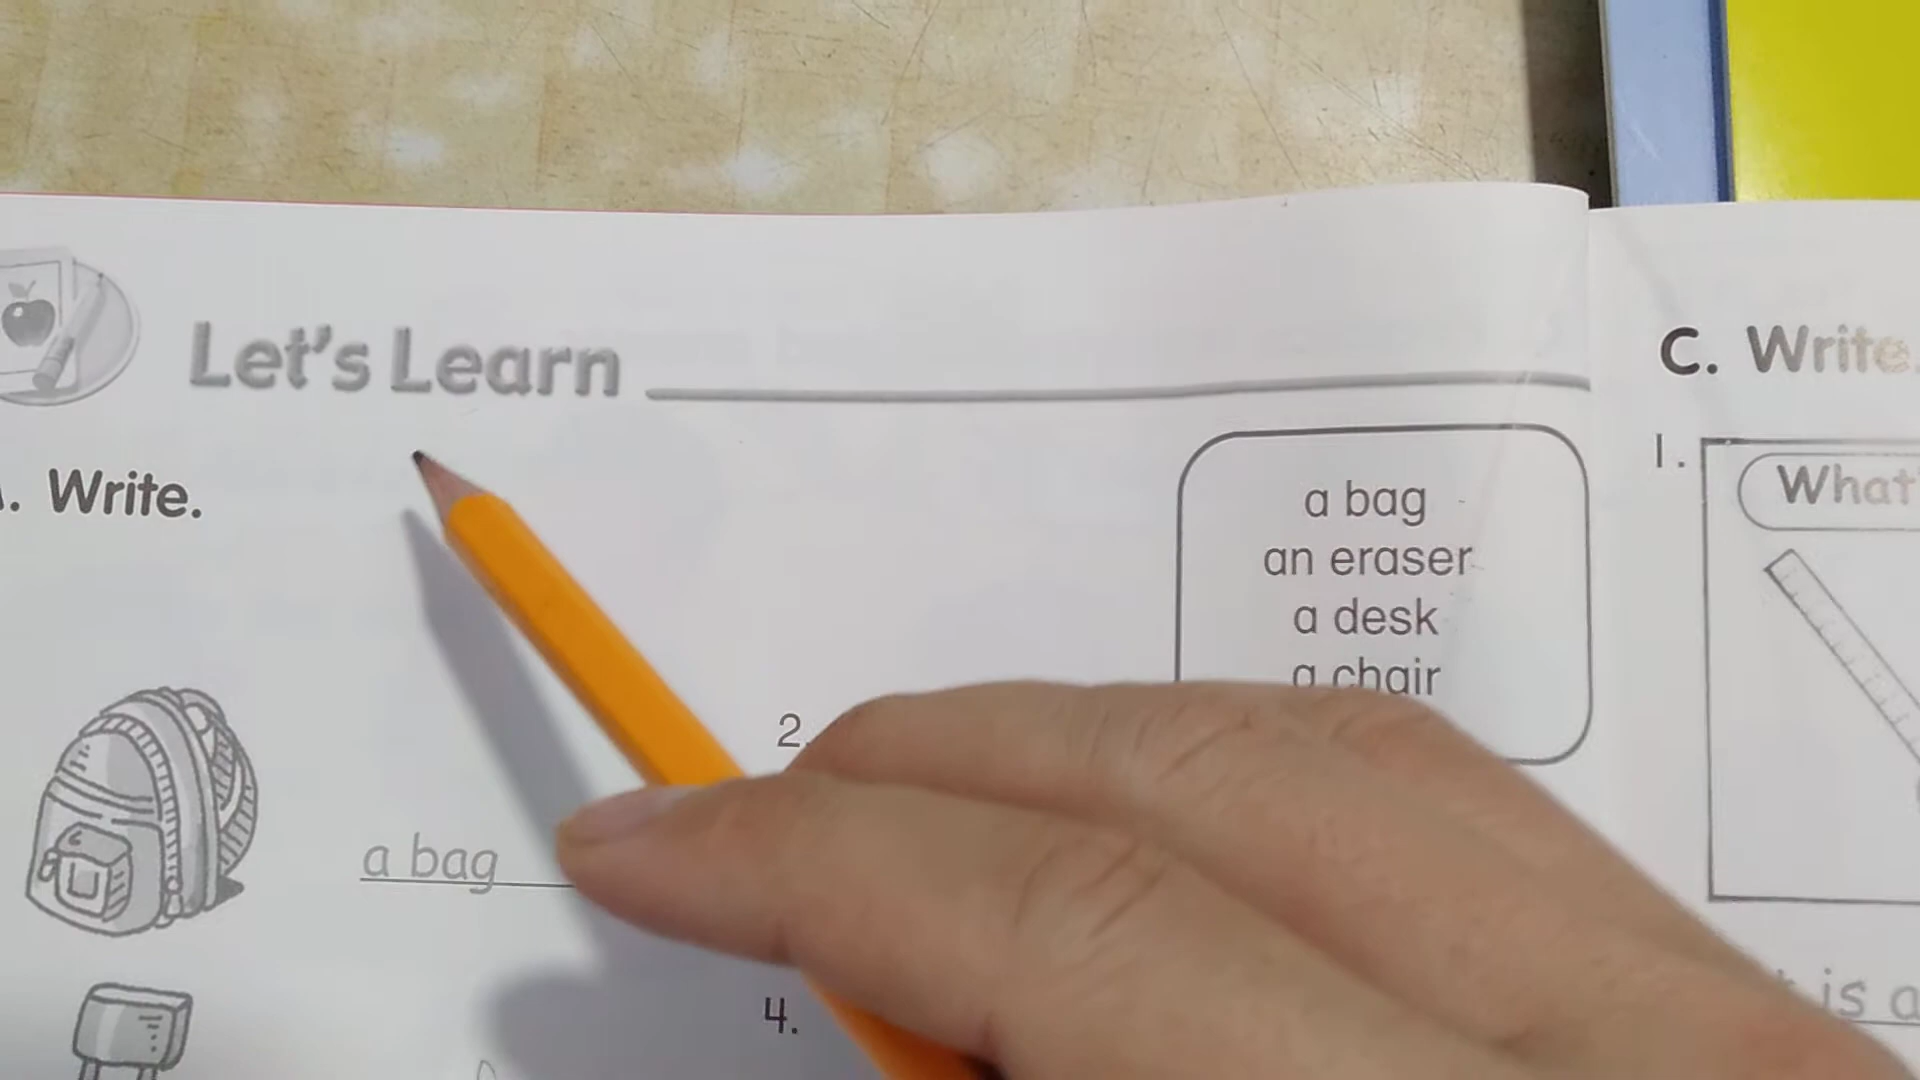 Let's Learn
. Write.
a bag
an eraser
a desk
a chair
2.
a bag
4.
C. Write.
1.
What'
is a